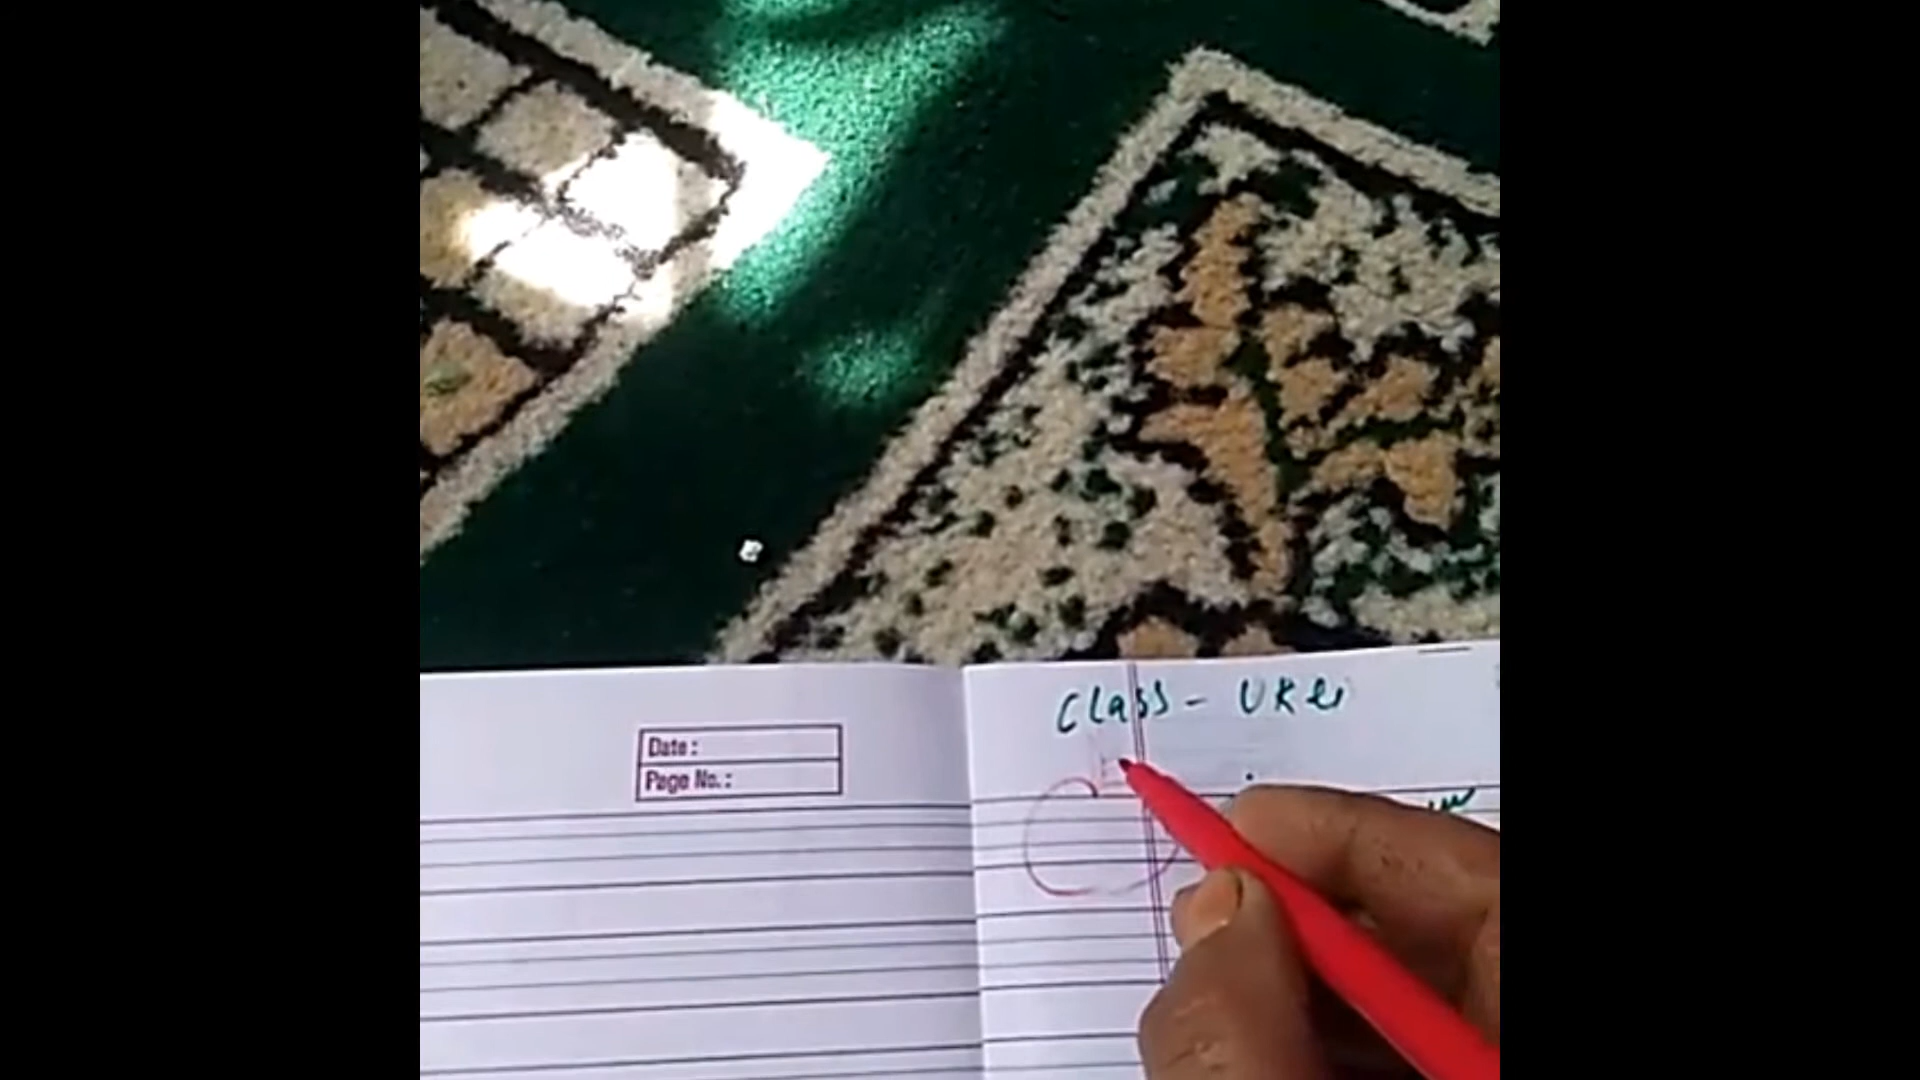 Date :
Page No. :
Class - UKG